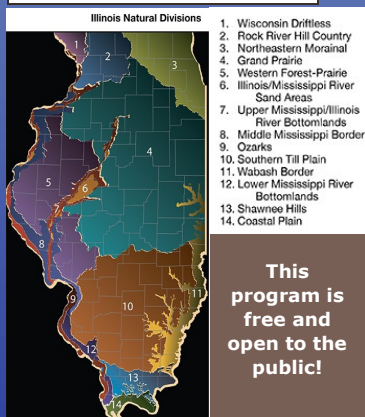 Illinois Natural Divisions
1. Wisconsin Driftless
2. Rock River Hill Country
3. Northeastern Morainal
4. Grand Prairie
5. Western Forest-Prairie
6. Illinois/Mississippi River
Sand Areas
7. Upper Mississippi/Illinois
River Bottomlands
8. Middle Mississippi Border
9. Ozarks
10. Southern Till Plain
11. Wabash Border
12. Lower Mississippi River
Bottomlands
13. Shawnee Hills
14. Coastal Plain
1
2
3
4
5
6
7
8
9
10
11
12
13
14
This
program is
free and
open to the
public!